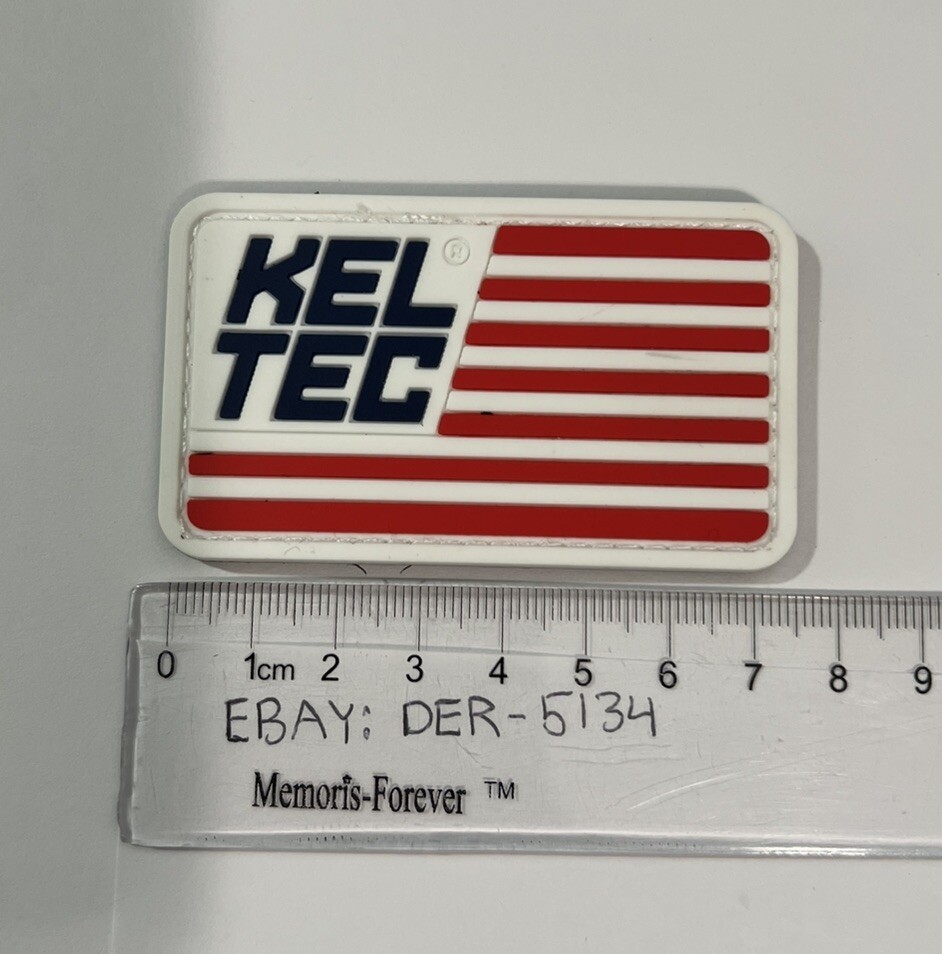 KEL ®
TEC
0 1cm 2 3 4 5 6 7 8 9
EBAY: DER-5134
Memoris-Forever ™